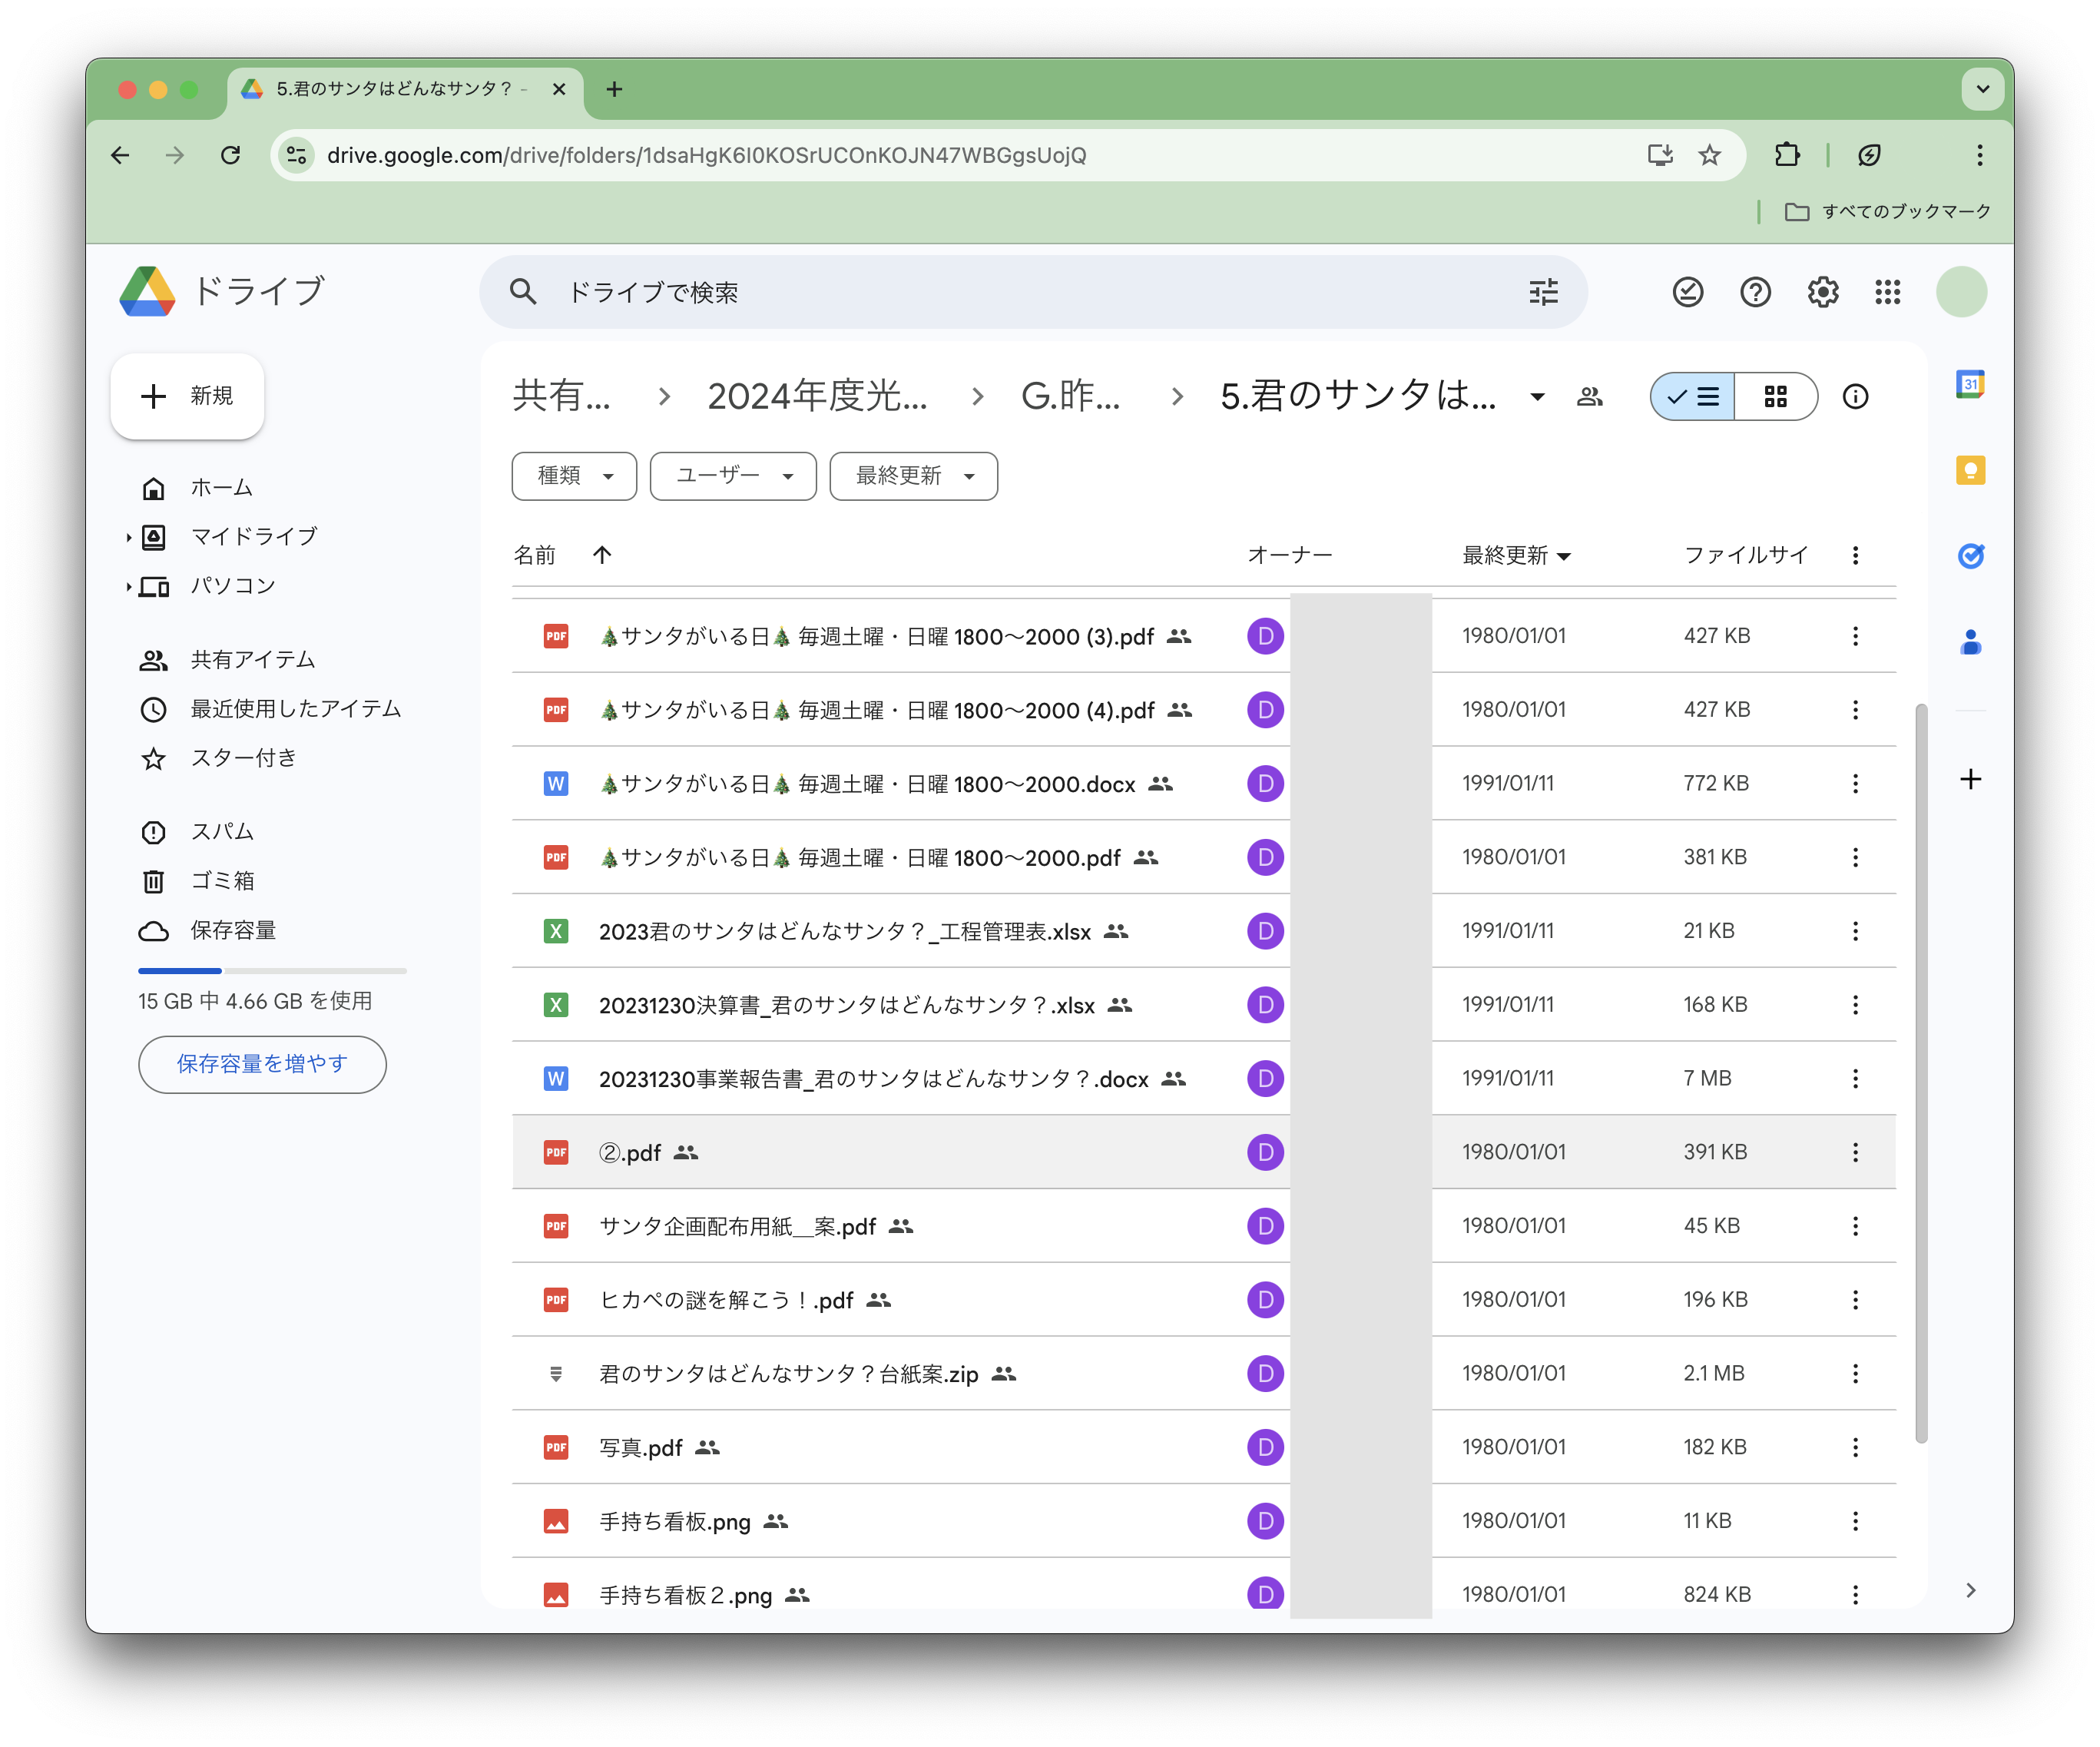 5.君のサンタはどんなサンタ？ -
drive.google.com/drive/folders/1dsaHgK6I0KOSrUCOnKOJN47WBGgsUojQ
すべてのブックマーク
ドライブ
ドライブで検索
新規
共有... › 2024年度光... › G.昨... › 5.君のサンタは...
31
ホーム
マイドライブ
パソコン
共有アイテム
最近使用したアイテム
スター付き
スパム
ゴミ箱
保存容量
15 GB 中 4.66 GB を使用
保存容量を増やす
種類 ユーザー 最終更新
名前 オーナー 最終更新 ファイルサイ
PDF 🎄サンタがいる日🎄 毎週土曜・日曜 1800〜2000 (3).pdf D 1980/01/01 427 KB
PDF 🎄サンタがいる日🎄 毎週土曜・日曜 1800〜2000 (4).pdf D 1980/01/01 427 KB
W 🎄サンタがいる日🎄 毎週土曜・日曜 1800〜2000.docx D 1991/01/11 772 KB
PDF 🎄サンタがいる日🎄 毎週土曜・日曜 1800〜2000.pdf D 1980/01/01 381 KB
X 2023君のサンタはどんなサンタ？_工程管理表.xlsx D 1991/01/11 21 KB
X 20231230決算書_君のサンタはどんなサンタ？.xlsx D 1991/01/11 168 KB
W 20231230事業報告書_君のサンタはどんなサンタ？.docx D 1991/01/11 7 MB
PDF ②.pdf D 1980/01/01 391 KB
PDF サンタ企画配布用紙__案.pdf D 1980/01/01 45 KB
PDF ヒカペの謎を解こう！.pdf D 1980/01/01 196 KB
君のサンタはどんなサンタ？台紙案.zip D 1980/01/01 2.1 MB
PDF 写真.pdf D 1980/01/01 182 KB
手持ち看板.png D 1980/01/01 11 KB
手持ち看板２.png D 1980/01/01 824 KB